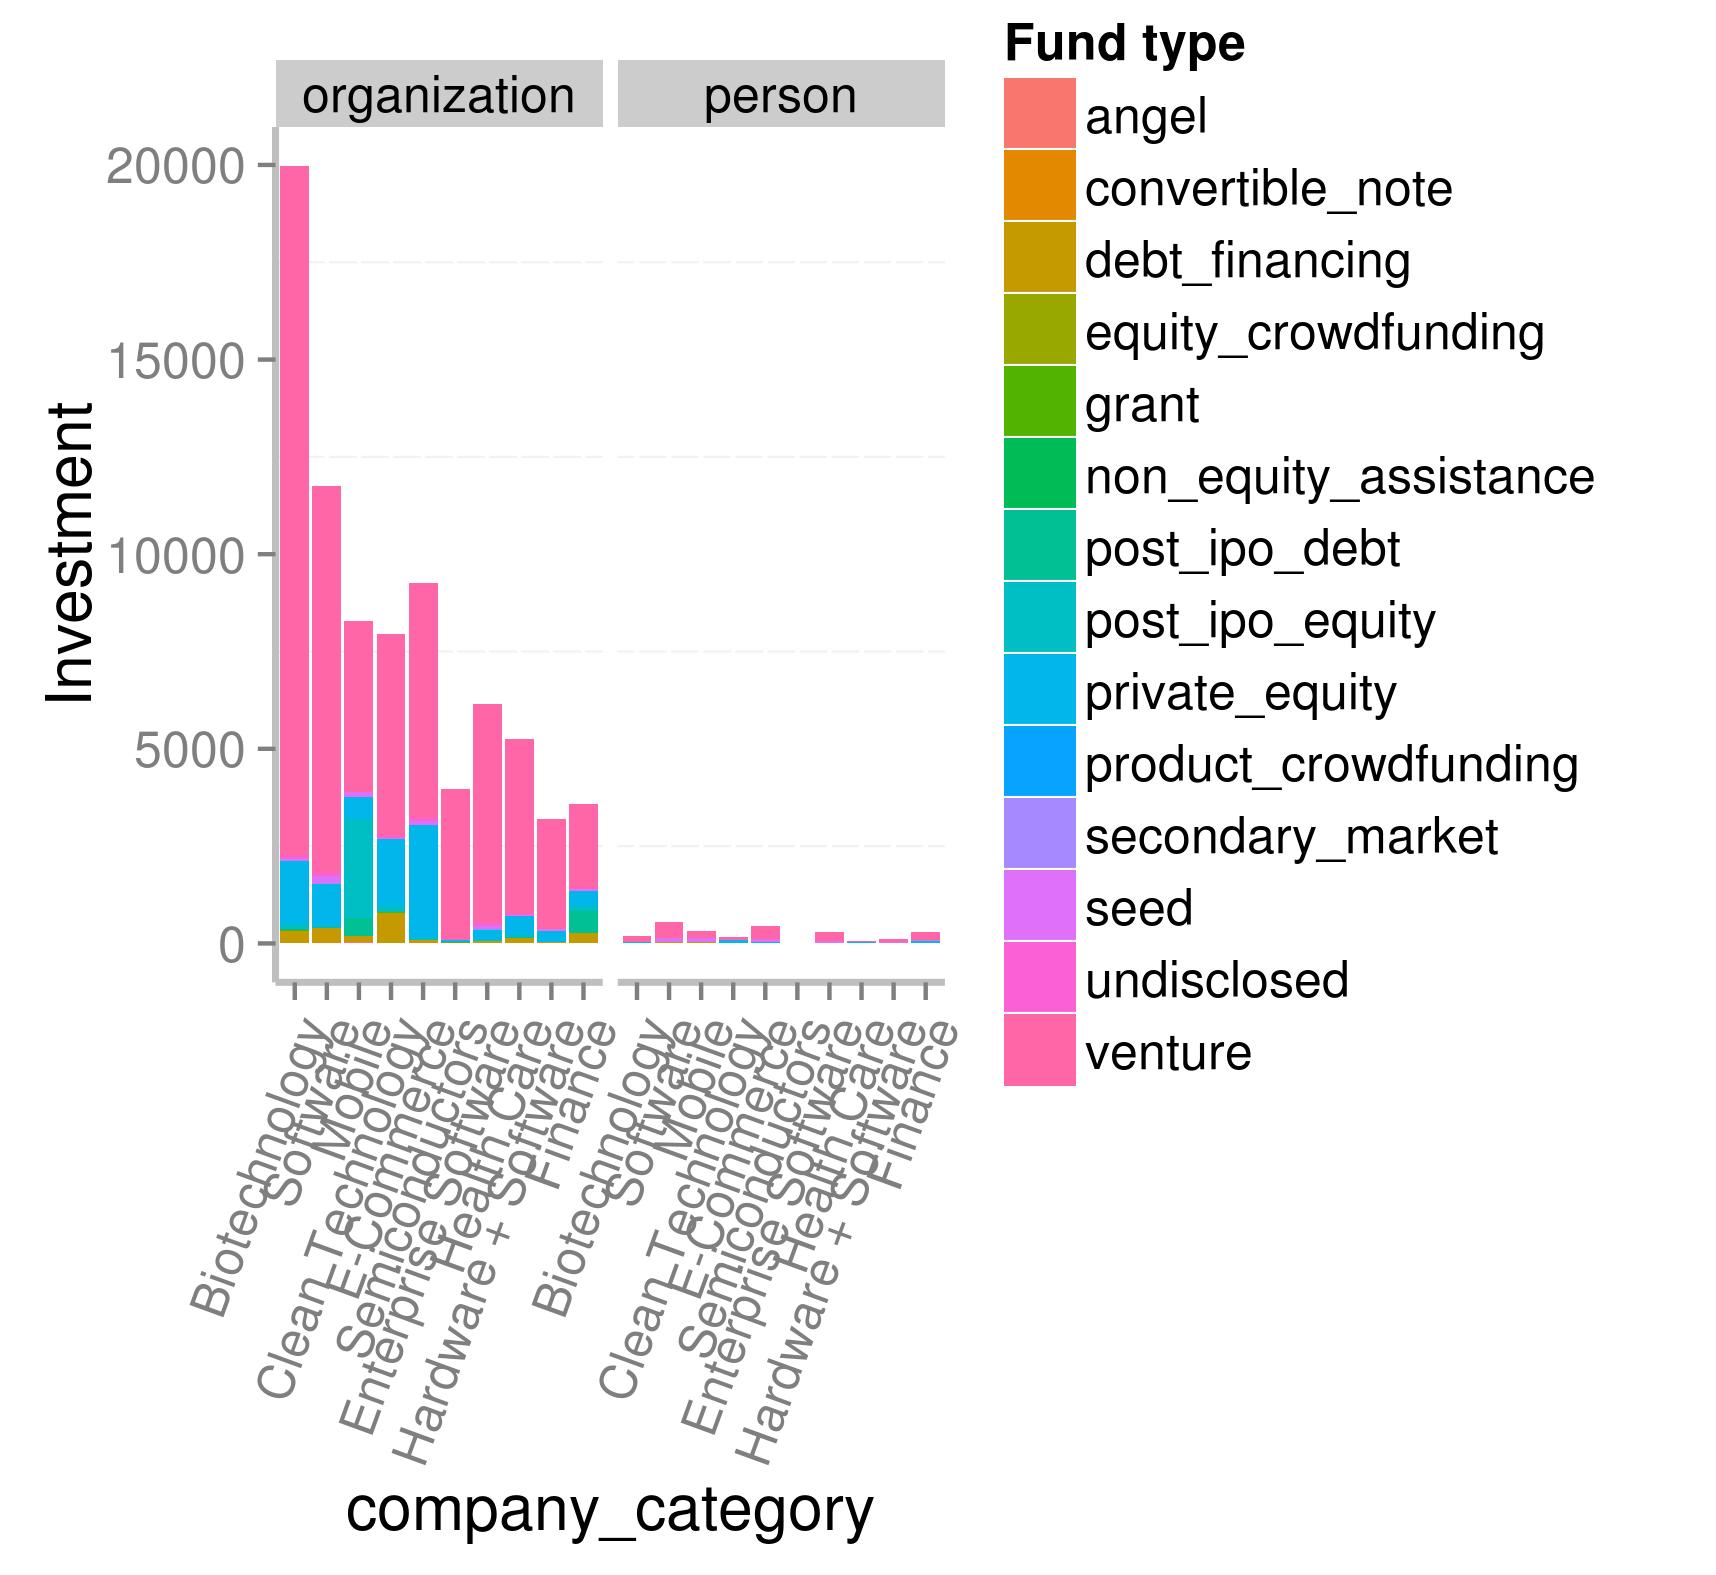 organization
person
20000
15000
10000
5000
0
Investment
Biotechnology
Software
Mobile
Clean Technology
E-Commerce
Semiconductors
Enterprise Software
Health Care
Hardware + Software
Finance
Biotechnology
Software
Mobile
Clean Technology
E-Commerce
Semiconductors
Enterprise Software
Health Care
Hardware + Software
Finance
company_category
Fund type
angel
convertible_note
debt_financing
equity_crowdfunding
grant
non_equity_assistance
post_ipo_debt
post_ipo_equity
private_equity
product_crowdfunding
secondary_market
seed
undisclosed
venture